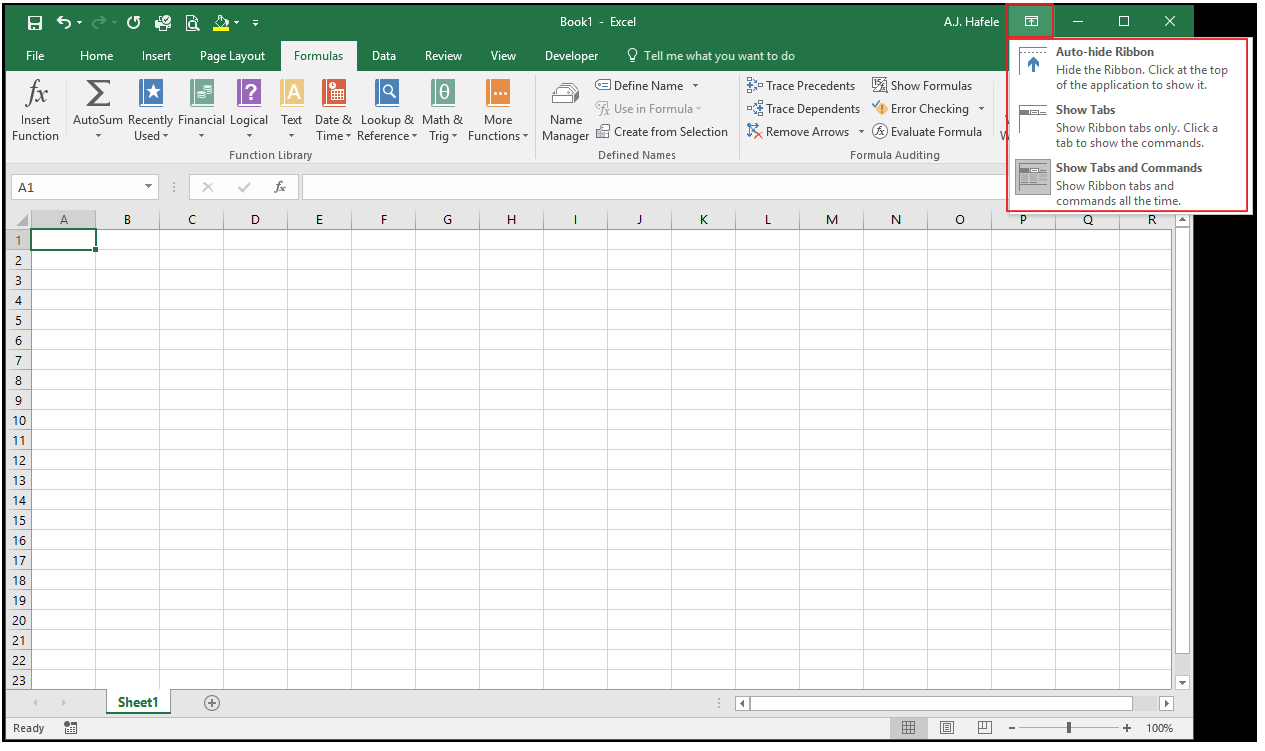 Book1 - Excel
A.J. Hafele
File Home Insert Page Layout Formulas Data Review View Developer Tell me what you want to do
Auto-hide Ribbon
Hide the Ribbon. Click at the top
of the application to show it.
Show Tabs
Show Ribbon tabs only. Click a
tab to show the commands.
Show Tabs and Commands
Show Ribbon tabs and
commands all the time.
fx
Insert
Function
Σ
AutoSum
Recently
Used
Financial
?
Logical
A
Text
Date &
Time
Lookup &
Reference
θ
Math &
Trig
More
Functions
Function Library
Name
Manager
Define Name
Use in Formula
Create from Selection
Defined Names
Trace Precedents
Trace Dependents
Remove Arrows
Show Formulas
Error Checking
Evaluate Formula
Formula Auditing
W
A1
fx
A B C D E F G H I J K L M N O P Q R
1
2
3
4
5
6
7
8
9
10
11
12
13
14
15
16
17
18
19
20
21
22
23
Sheet1
Ready
100%